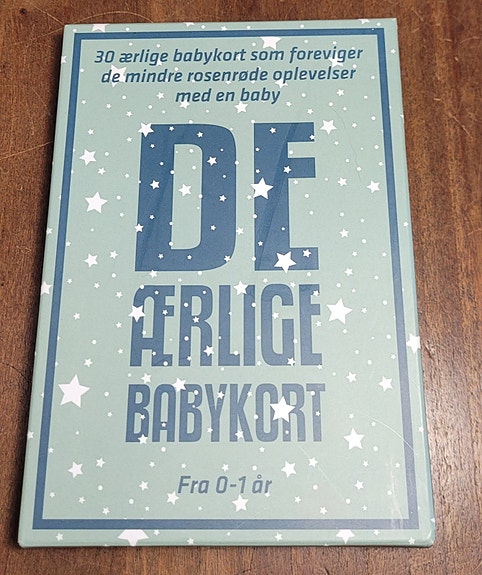 30 ærlige babykort som foreviger
de mindre rosenrøde oplevelser
med en baby
DE
ÆRLIGE
BABYKORT
Fra 0-1 år